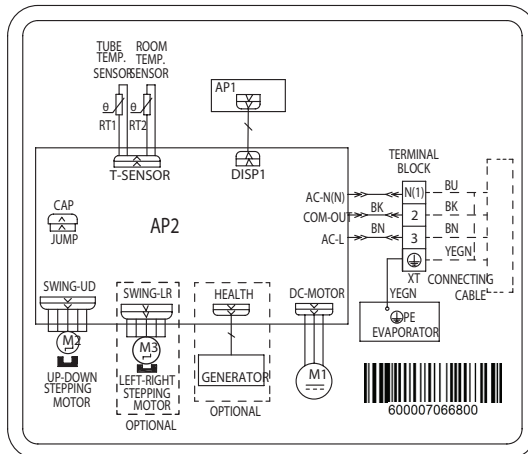 TUBE ROOM
TEMP. TEMP.
SENSOR SENSOR
θ θ
RT1 RT2
AP1
T-SENSOR
DISP1
TERMINAL
BLOCK
AC-N(N) N(1) BU
COM-OUT BK 2 BK
AC-L BN 3 BN
YEGN
CAP
JUMP
AP2
XT CONNECTING
CABLE
YEGN
PE
EVAPORATOR
SWING-UD SWING-LR HEALTH DC-MOTOR
M2 M3 GENERATOR M1
UP-DOWN
STEPPING
MOTOR
LEFT-RIGHT
STEPPING
MOTOR
OPTIONAL
OPTIONAL
600007066800